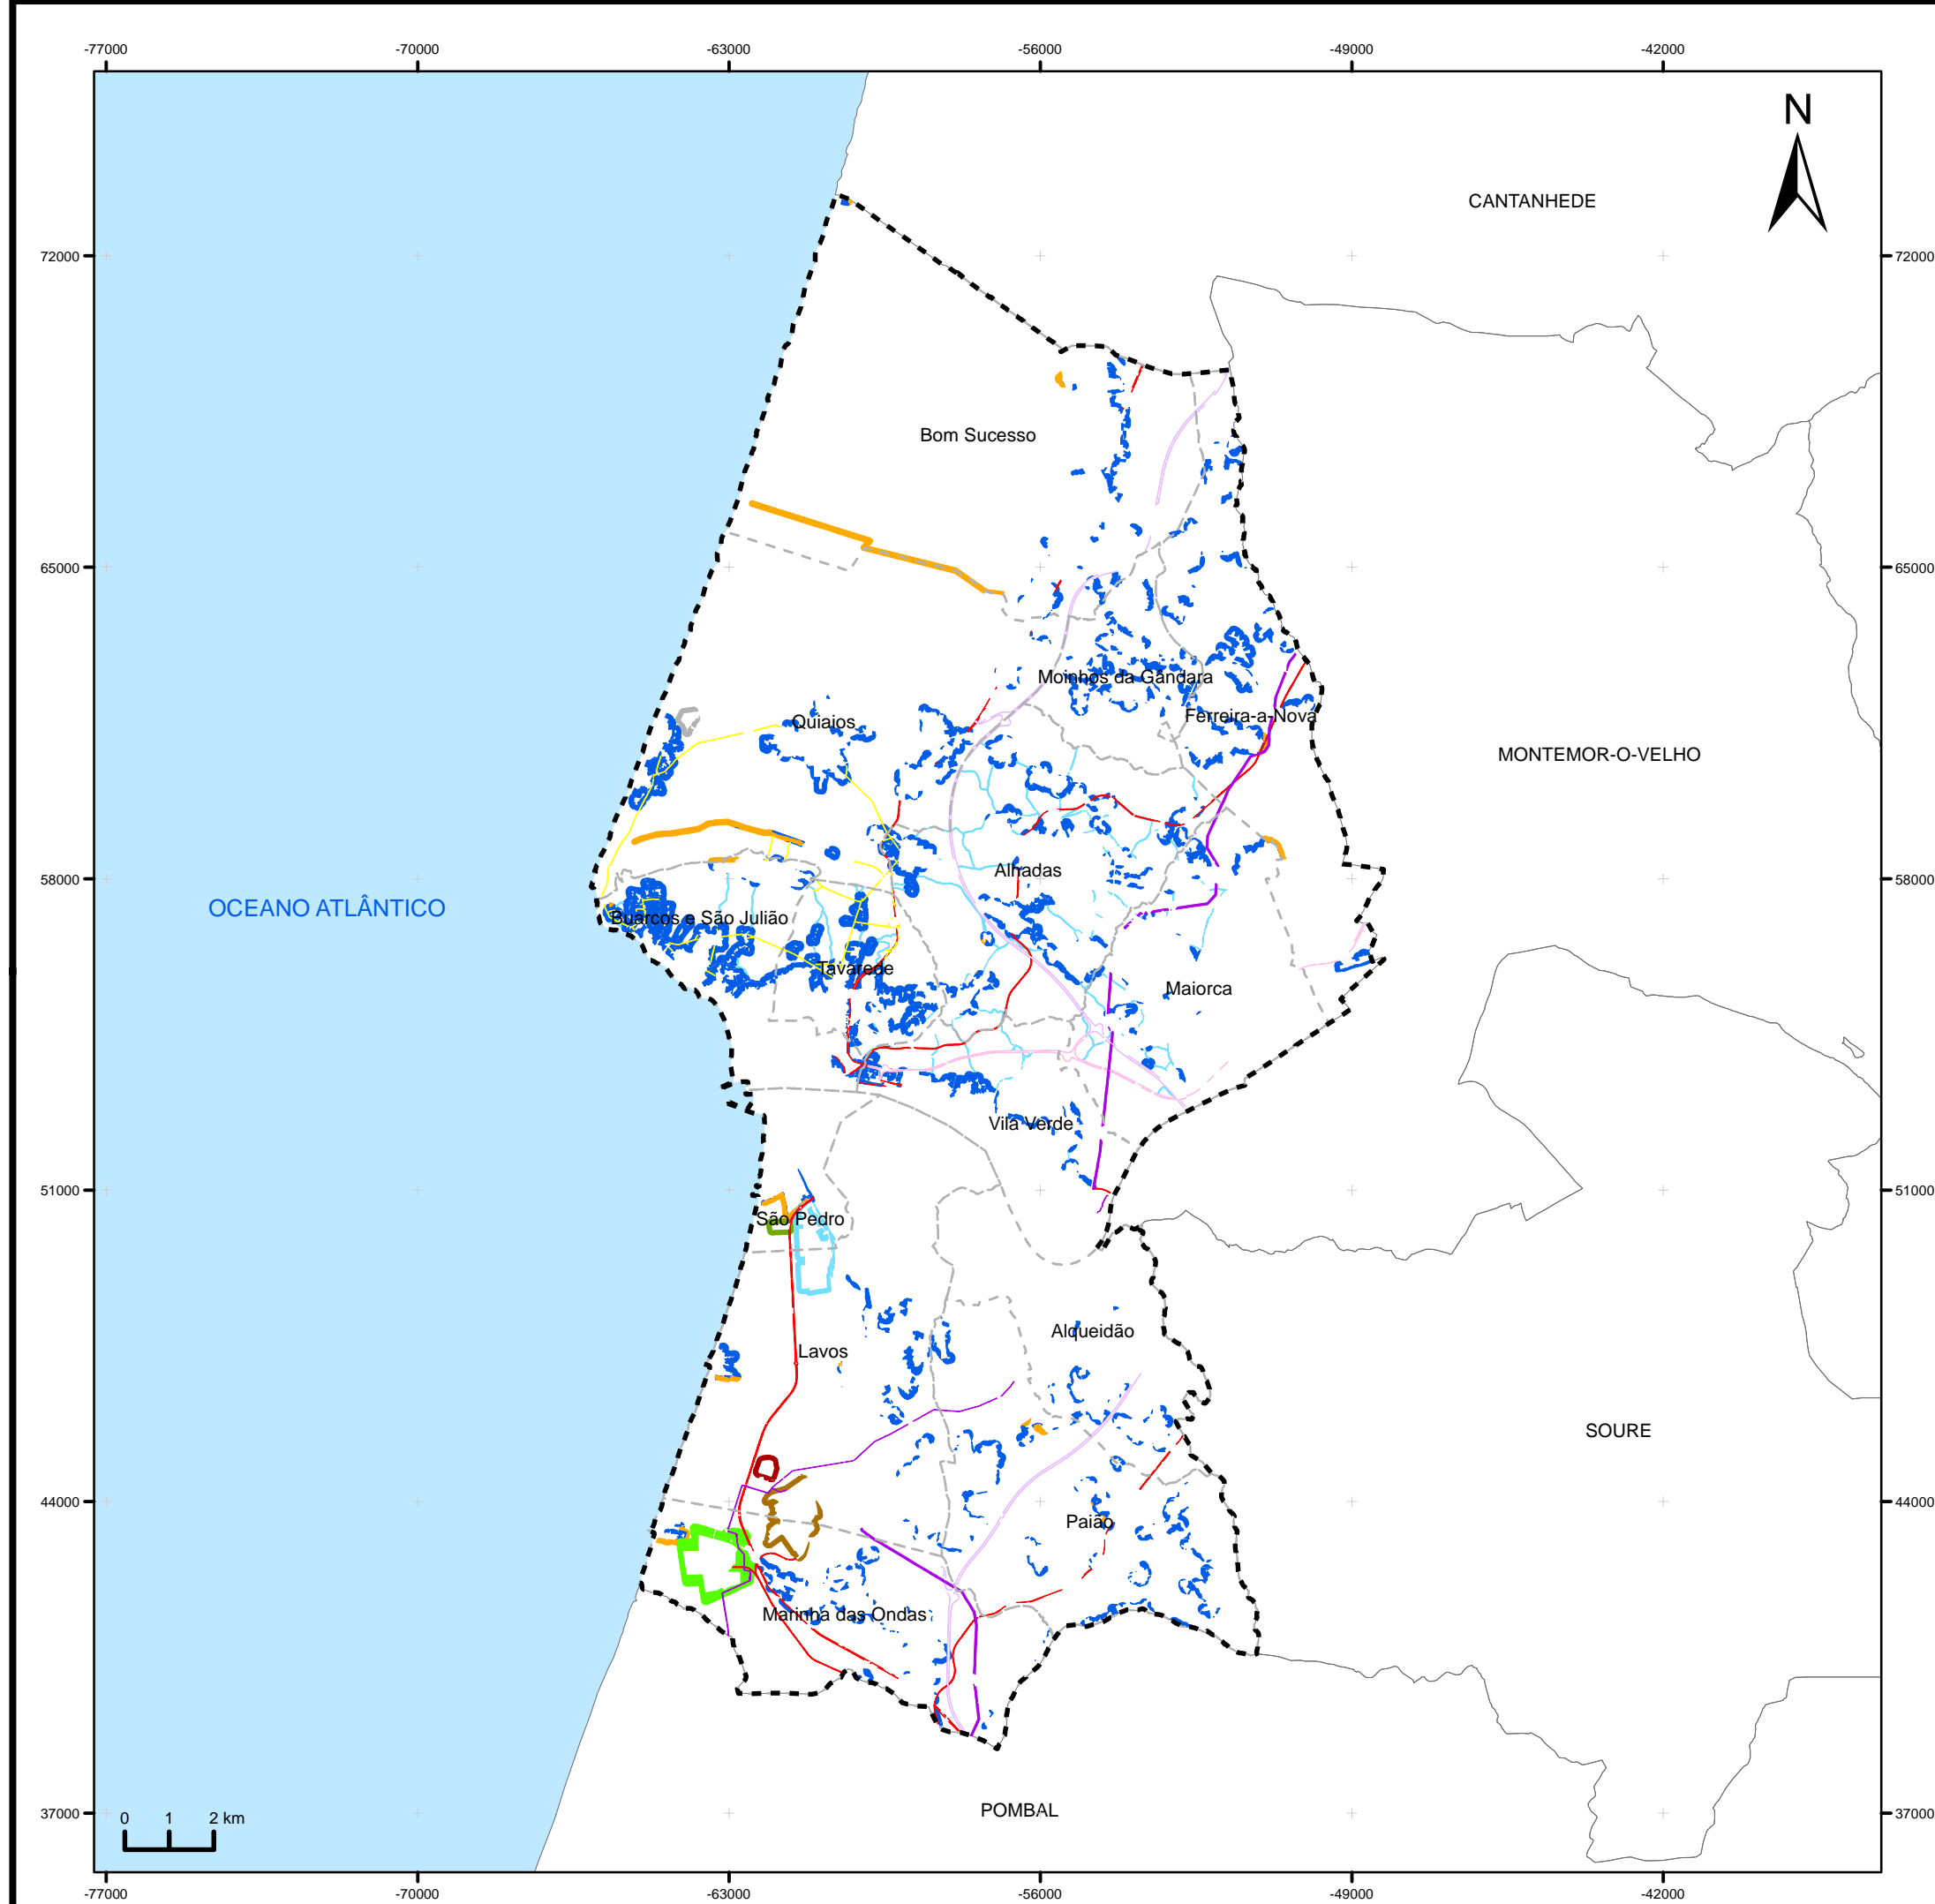 -77000 -70000 -63000 -56000 -49000 -42000
N
CANTANHEDE
72000 72000
Bom Sucesso
65000 65000
Moinhos da Gândara
Quiaios
Ferreira-a-Nova
MONTEMOR-O-VELHO
Alhadas
58000 58000
OCEANO ATLÂNTICO
Buarcos e São Julião
Tavarede
Maiorca
Vila Verde
51000 51000
São Pedro
Alqueidão
Lavos
SOURE
44000 44000
Paião
Marinha das Ondas
POMBAL
37000 37000
0 1 2 km
-77000 -70000 -63000 -56000 -49000 -42000